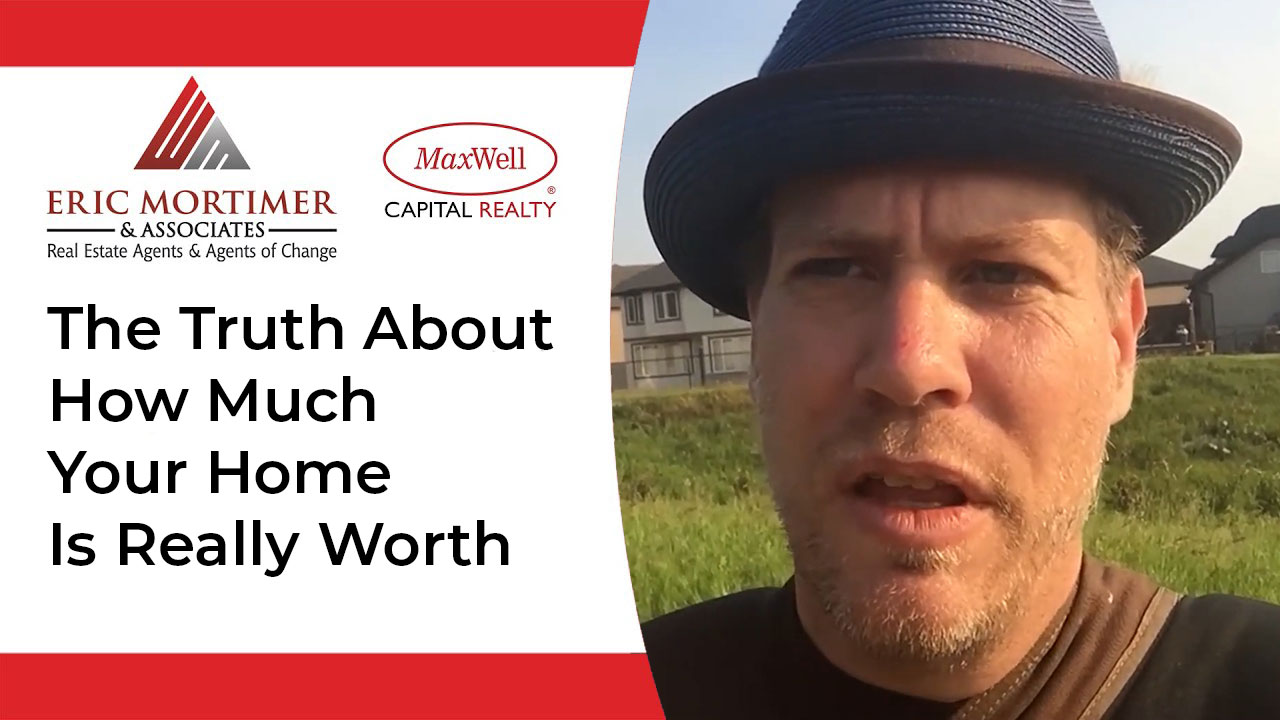 ERIC MORTIMER
& ASSOCIATES
Real Estate Agents & Agents of Change
MaxWell
®
CAPITAL REALTY
The Truth About
How Much
Your Home
Is Really Worth